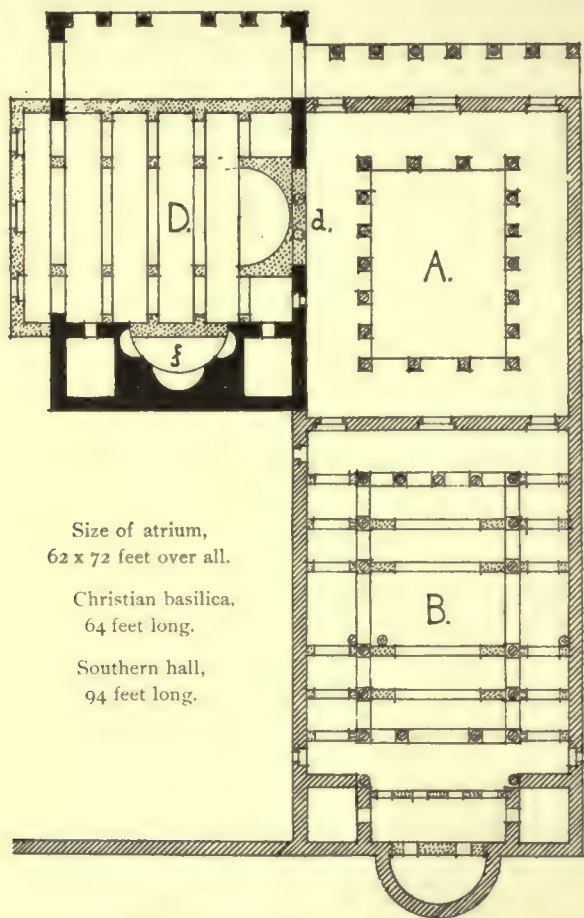 D.
d.
A.
f
B.
Size of atrium,
62 x 72 feet over all.
Christian basilica,
64 feet long.
Southern hall,
94 feet long.